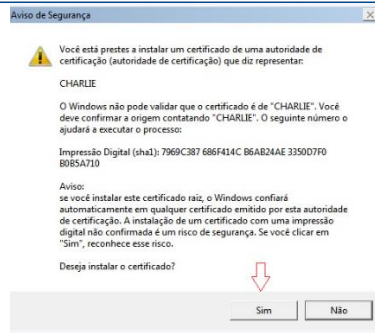 Aviso de Segurança
Você está prestes a instalar um certificado de uma autoridade de
certificação (autoridade de certificação) que diz representar:
CHARLIE
O Windows não pode validar que o certificado é de "CHARLIE". Você
deve confirmar a origem contatando "CHARLIE". O seguinte número o
ajudará a executar o processo:
Impressão Digital (sha1): 7969C387 686F414C B6AB24AE 3350D7F0
B0B5A710
Aviso:
se você instalar este certificado raiz, o Windows confiará
automaticamente em qualquer certificado emitido por esta autoridade
de certificação. A instalação de um certificado com uma impressão
digital não confirmada é um risco de segurança. Se você clicar em
"Sim", reconhece esse risco.
Deseja instalar o certificado?
Sim Não